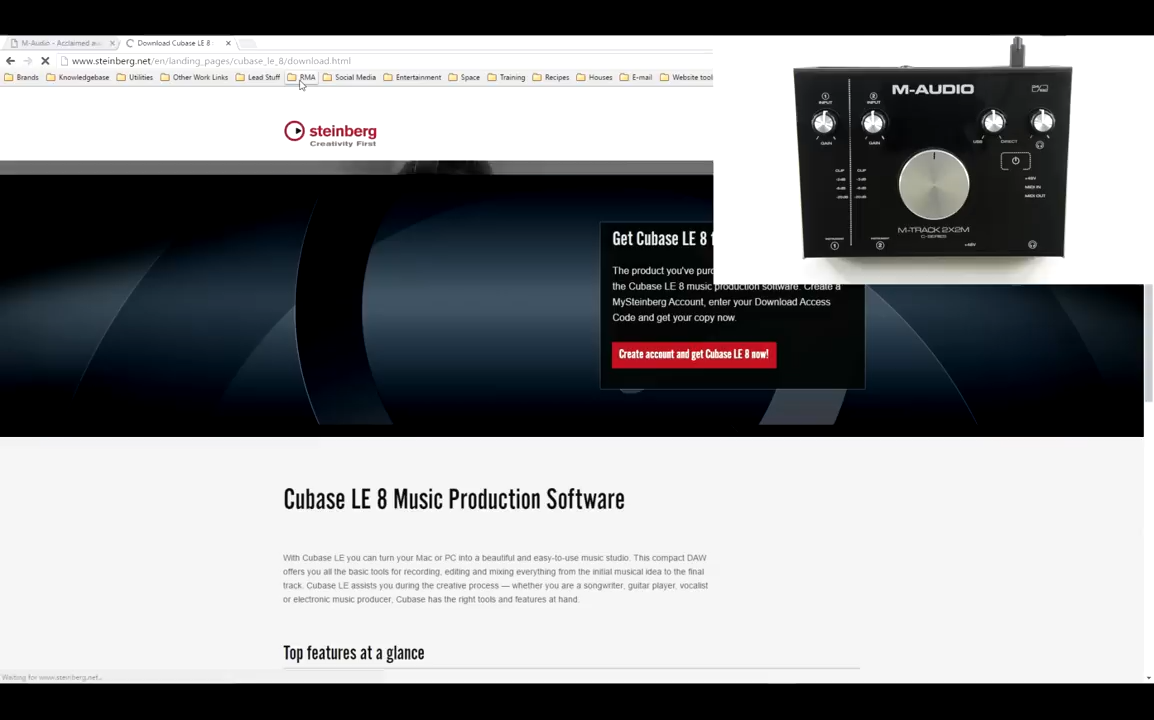 M-Audio - Acclaimed aw
Download Cubase LE 8
www.steinberg.net/en/landing_pages/cubase_le_8/download.html
Brands Knowledgebase Utilities Other Work Links Lead Stuff RMA Social Media Entertainment Space Training Recipes Houses E-mail Website tool
steinberg
Creativity First
Get Cubase LE 8 f
The product you've purc
the Cubase LE 8 music production software. Create a
MySteinberg Account, enter your Download Access
Code and get your copy now.
Create account and get Cubase LE 8 now!
M-AUDIO
1 2
INPUT INPUT
GAIN GAIN
USB DIRECT
CLIP CLIP
+48V
MIDI IN
MIDI OUT
M-TRACK 2X2M
C-SERIES
1 2 +48V
Cubase LE 8 Music Production Software
With Cubase LE you can turn your Mac or PC into a beautiful and easy-to-use music studio. This compact DAW
offers you all the basic tools for recording, editing and mixing everything from the initial musical idea to the final
track. Cubase LE assists you during the creative process — whether you are a songwriter, guitar player, vocalist
or electronic music producer, Cubase has the right tools and features at hand.
Top features at a glance
Waiting for www.steinberg.net...